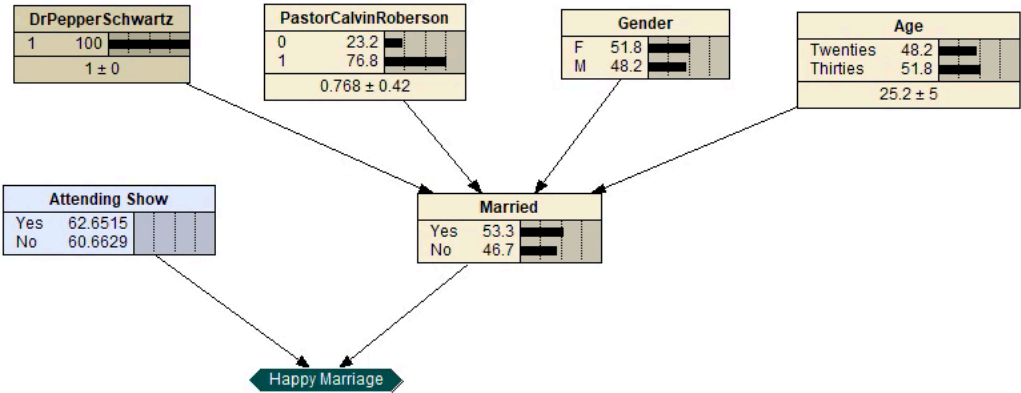 DrPepperSchwartz
1 100
1 ± 0
PastorCalvinRoberson
0 23.2
1 76.8
0.768 ± 0.42
Gender
F 51.8
M 48.2
Age
Twenties 48.2
Thirties 51.8
25.2 ± 5
Attending Show
Yes 62.6515
No 60.6629
Married
Yes 53.3
No 46.7
Happy Marriage